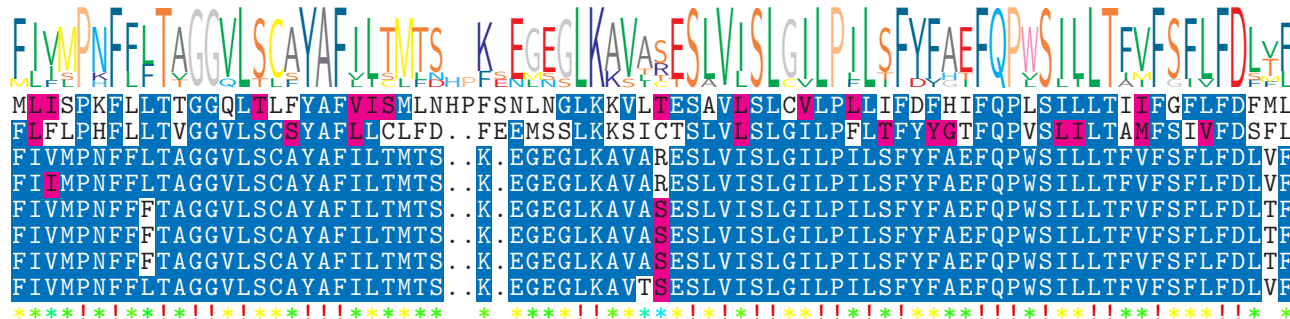 FIVMPNFFLTAGGVLSCAYAFILTMTS K EGEGLKAVASESLVISLGILPILSFYFAEFQPWSILLTFVFSFLFDLVF
MLISPKFLLTTGGQLTLFYAFVISMLNHPFSNLNGLKKVLTESAVLSLCVLPLLIFDFHIFQPLSILLTIIFGFLFDFML
FLFLPHFLLTVGGVLSCSYAFLLCLFD..FEEMSSLKKSICTSLVLSLGILPFLTFYYGTFQPVSLILTAMFSIVFDSFL
FIVMPNFFLTAGGVLSCAYAFILTMTS..K.EGEGLKAVARESLVISLGILPILSFYFAEFQPWSILLTFVFSFLFDLVF
FIIMPNFFLTAGGVLSCAYAFILTMTS..K.EGEGLKAVARESLVISLGILPILSFYFAEFQPWSILLTFVFSFLFDLVF
FIVMPNFFFTAGGVLSCAYAFILTMTS..K.EGEGLKAVASESLVISLGILPILSFYFAEFQPWSILLTFVFSFLFDLTF
FIVMPNFFFTAGGVLSCAYAFILTMTS..K.EGEGLKAVASESLVISLGILPILSFYFAEFQPWSILLTFVFSFLFDLTF
FIVMPNFFFTAGGVLSCAYAFILTMTS..K.EGEGLKAVASESLVISLGILPILSFYFAEFQPWSILLTFVFSFLFDLTF
FIVMPNFFLTAGGVLSCAYAFILTMTS..K.EGEGLKAVTSESLVISLGILPILSFYFAEFQPWSILLTFVFSFLFDLVF
****!*!**!*!!*!***!!!****** * ****!!****!*!*!!**!!*!**!***!!!*!**!!**!***!!* *